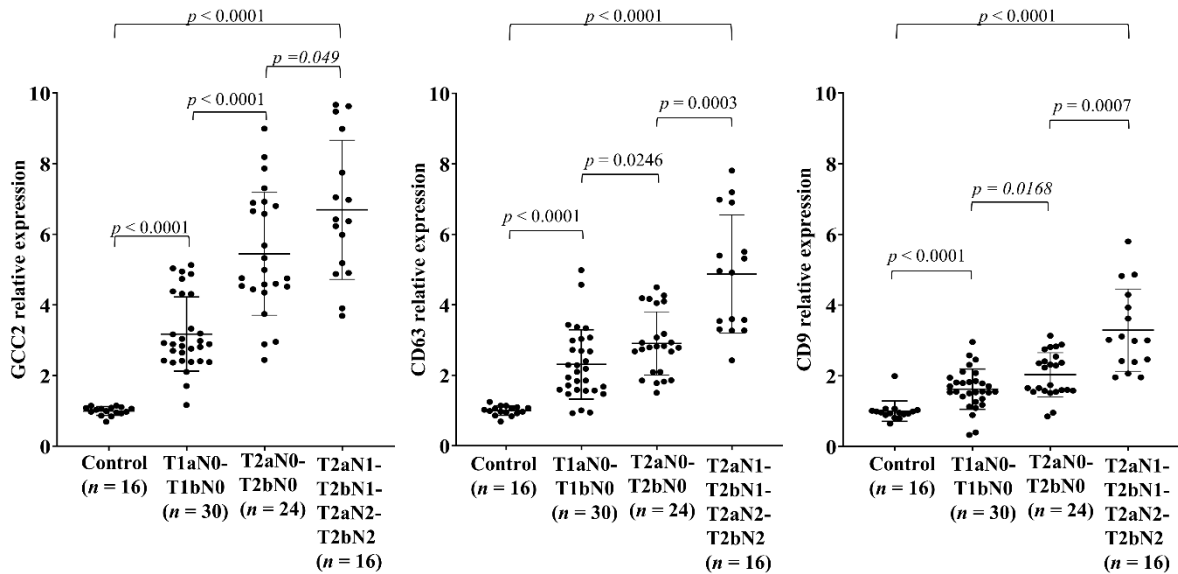 p < 0.0001
p =0.049
p < 0.0001
p < 0.0001
GCC2 relative expression
10
8
6
4
2
0
Control
(n = 16)
T1aN0-
T1bN0
(n = 30)
T2aN0-
T2bN0
(n = 24)
T2aN1-
T2bN1-
T2aN2-
T2bN2
(n = 16)
p < 0.0001
p = 0.0003
p = 0.0246
p < 0.0001
CD63 relative expression
10
8
6
4
2
0
Control
(n = 16)
T1aN0-
T1bN0
(n = 30)
T2aN0-
T2bN0
(n = 24)
T2aN1-
T2bN1-
T2aN2-
T2bN2
(n = 16)
p < 0.0001
p = 0.0007
p = 0.0168
p < 0.0001
CD9 relative expression
10
8
6
4
2
0
Control
(n = 16)
T1aN0-
T1bN0
(n = 30)
T2aN0-
T2bN0
(n = 24)
T2aN1-
T2bN1-
T2aN2-
T2bN2
(n = 16)